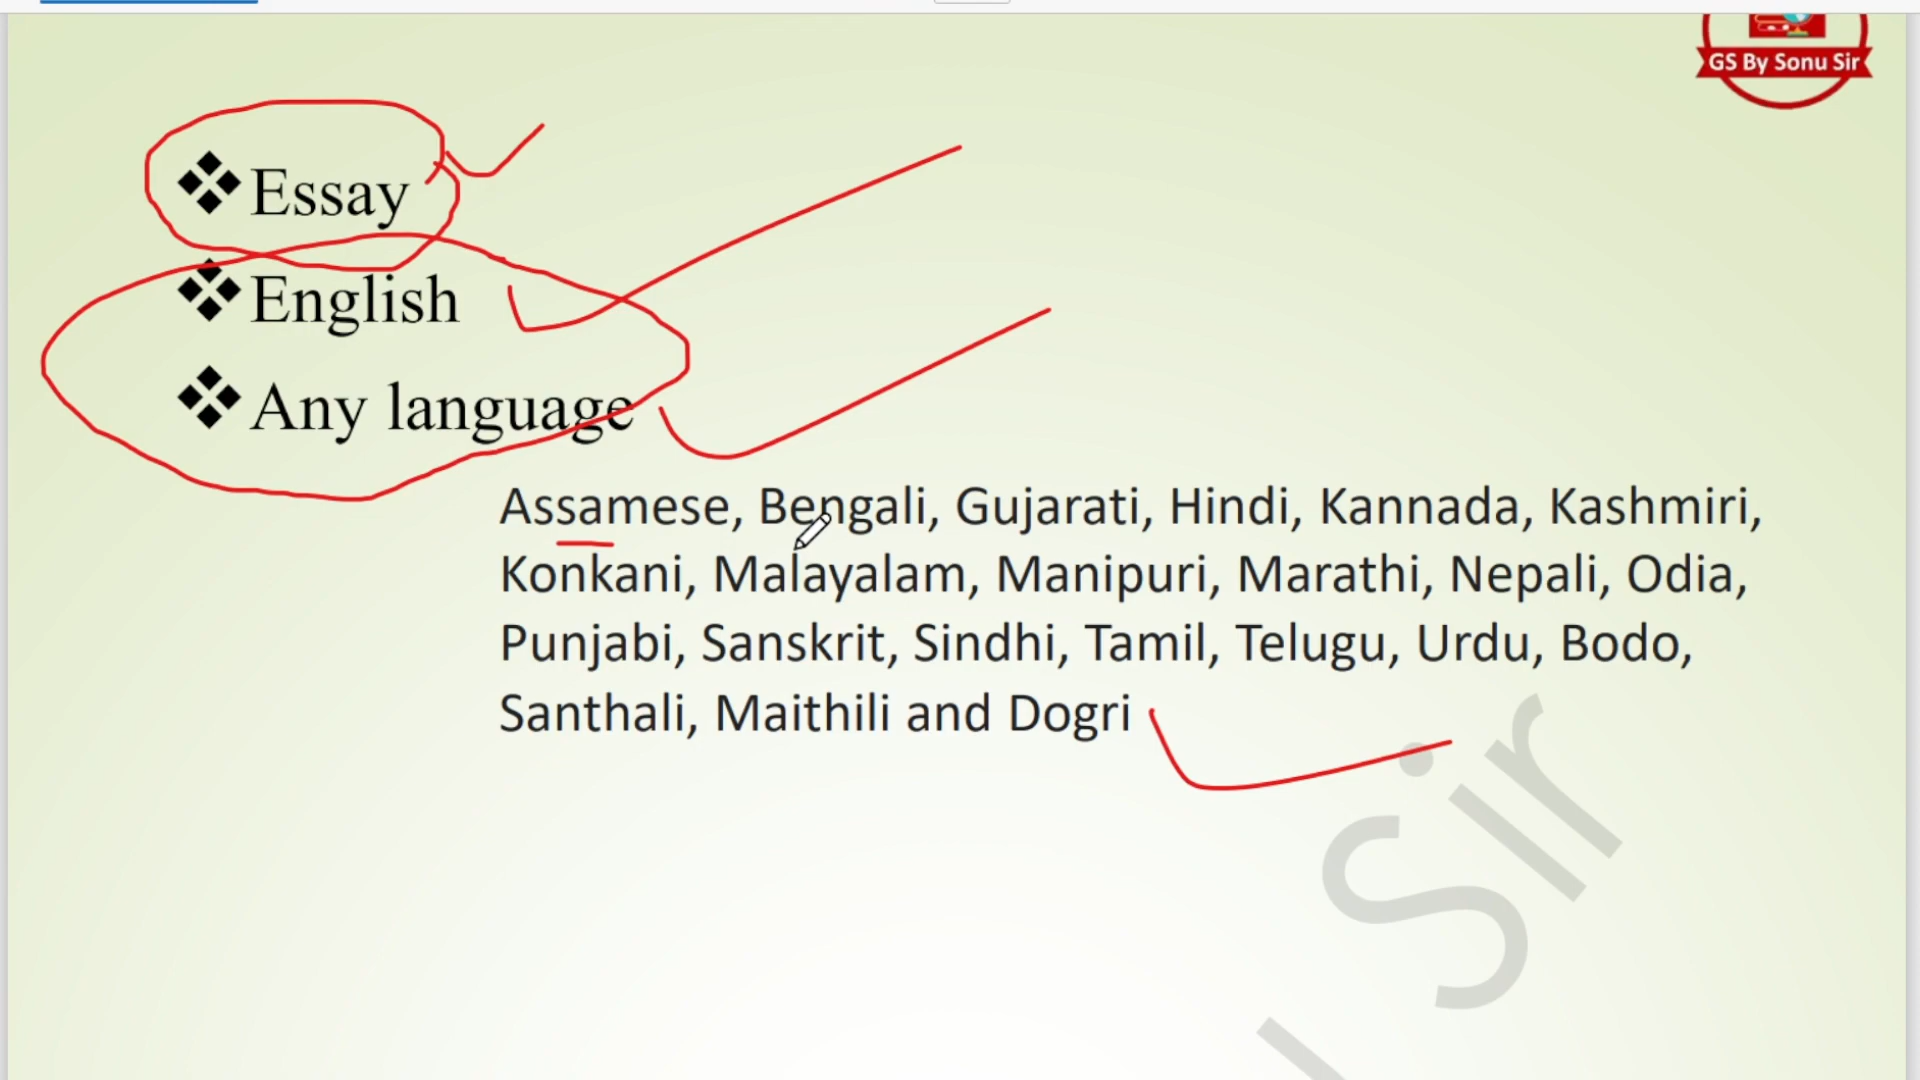 GS By Sonu Sir
Essay
English
Any language
Assamese, Bengali, Gujarati, Hindi, Kannada, Kashmiri,
Konkani, Malayalam, Manipuri, Marathi, Nepali, Odia,
Punjabi, Sanskrit, Sindhi, Tamil, Telugu, Urdu, Bodo,
Santhali, Maithili and Dogri
Sir